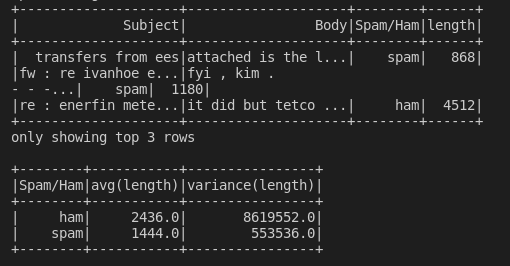 +--------------------+--------------------+--------+------+
|             Subject|                Body|Spam/Ham|length|
+--------------------+--------------------+--------+------+
|  transfers from ees|attached is the l...|    spam|   868|
|fw : re ivanhoe e...|fyi , kim .
- - -...|    spam|  1180|
|re : enerfin mete...|it did but tetco ...|     ham|  4512|
+--------------------+--------------------+--------+------+
only showing top 3 rows

+--------+-----------+----------------+
|Spam/Ham|avg(length)|variance(length)|
+--------+-----------+----------------+
|     ham|     2436.0|       8619552.0|
|    spam|     1444.0|        553536.0|
+--------+-----------+----------------+